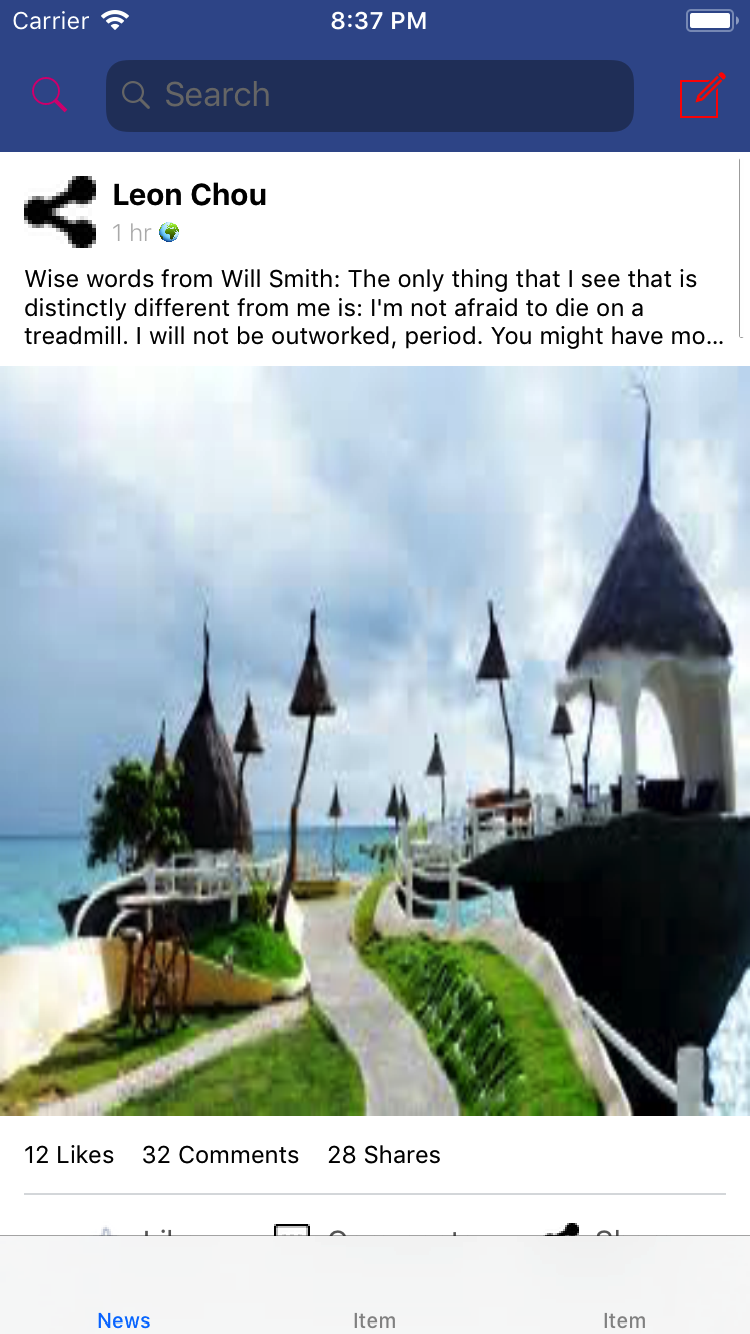 Carrier 8:37 PM
Search
Leon Chou
1 hr
Wise words from Will Smith: The only thing that I see that is
distinctly different from me is: I'm not afraid to die on a
treadmill. I will not be outworked, period. You might have mo...
12 Likes 32 Comments 28 Shares
News Item Item